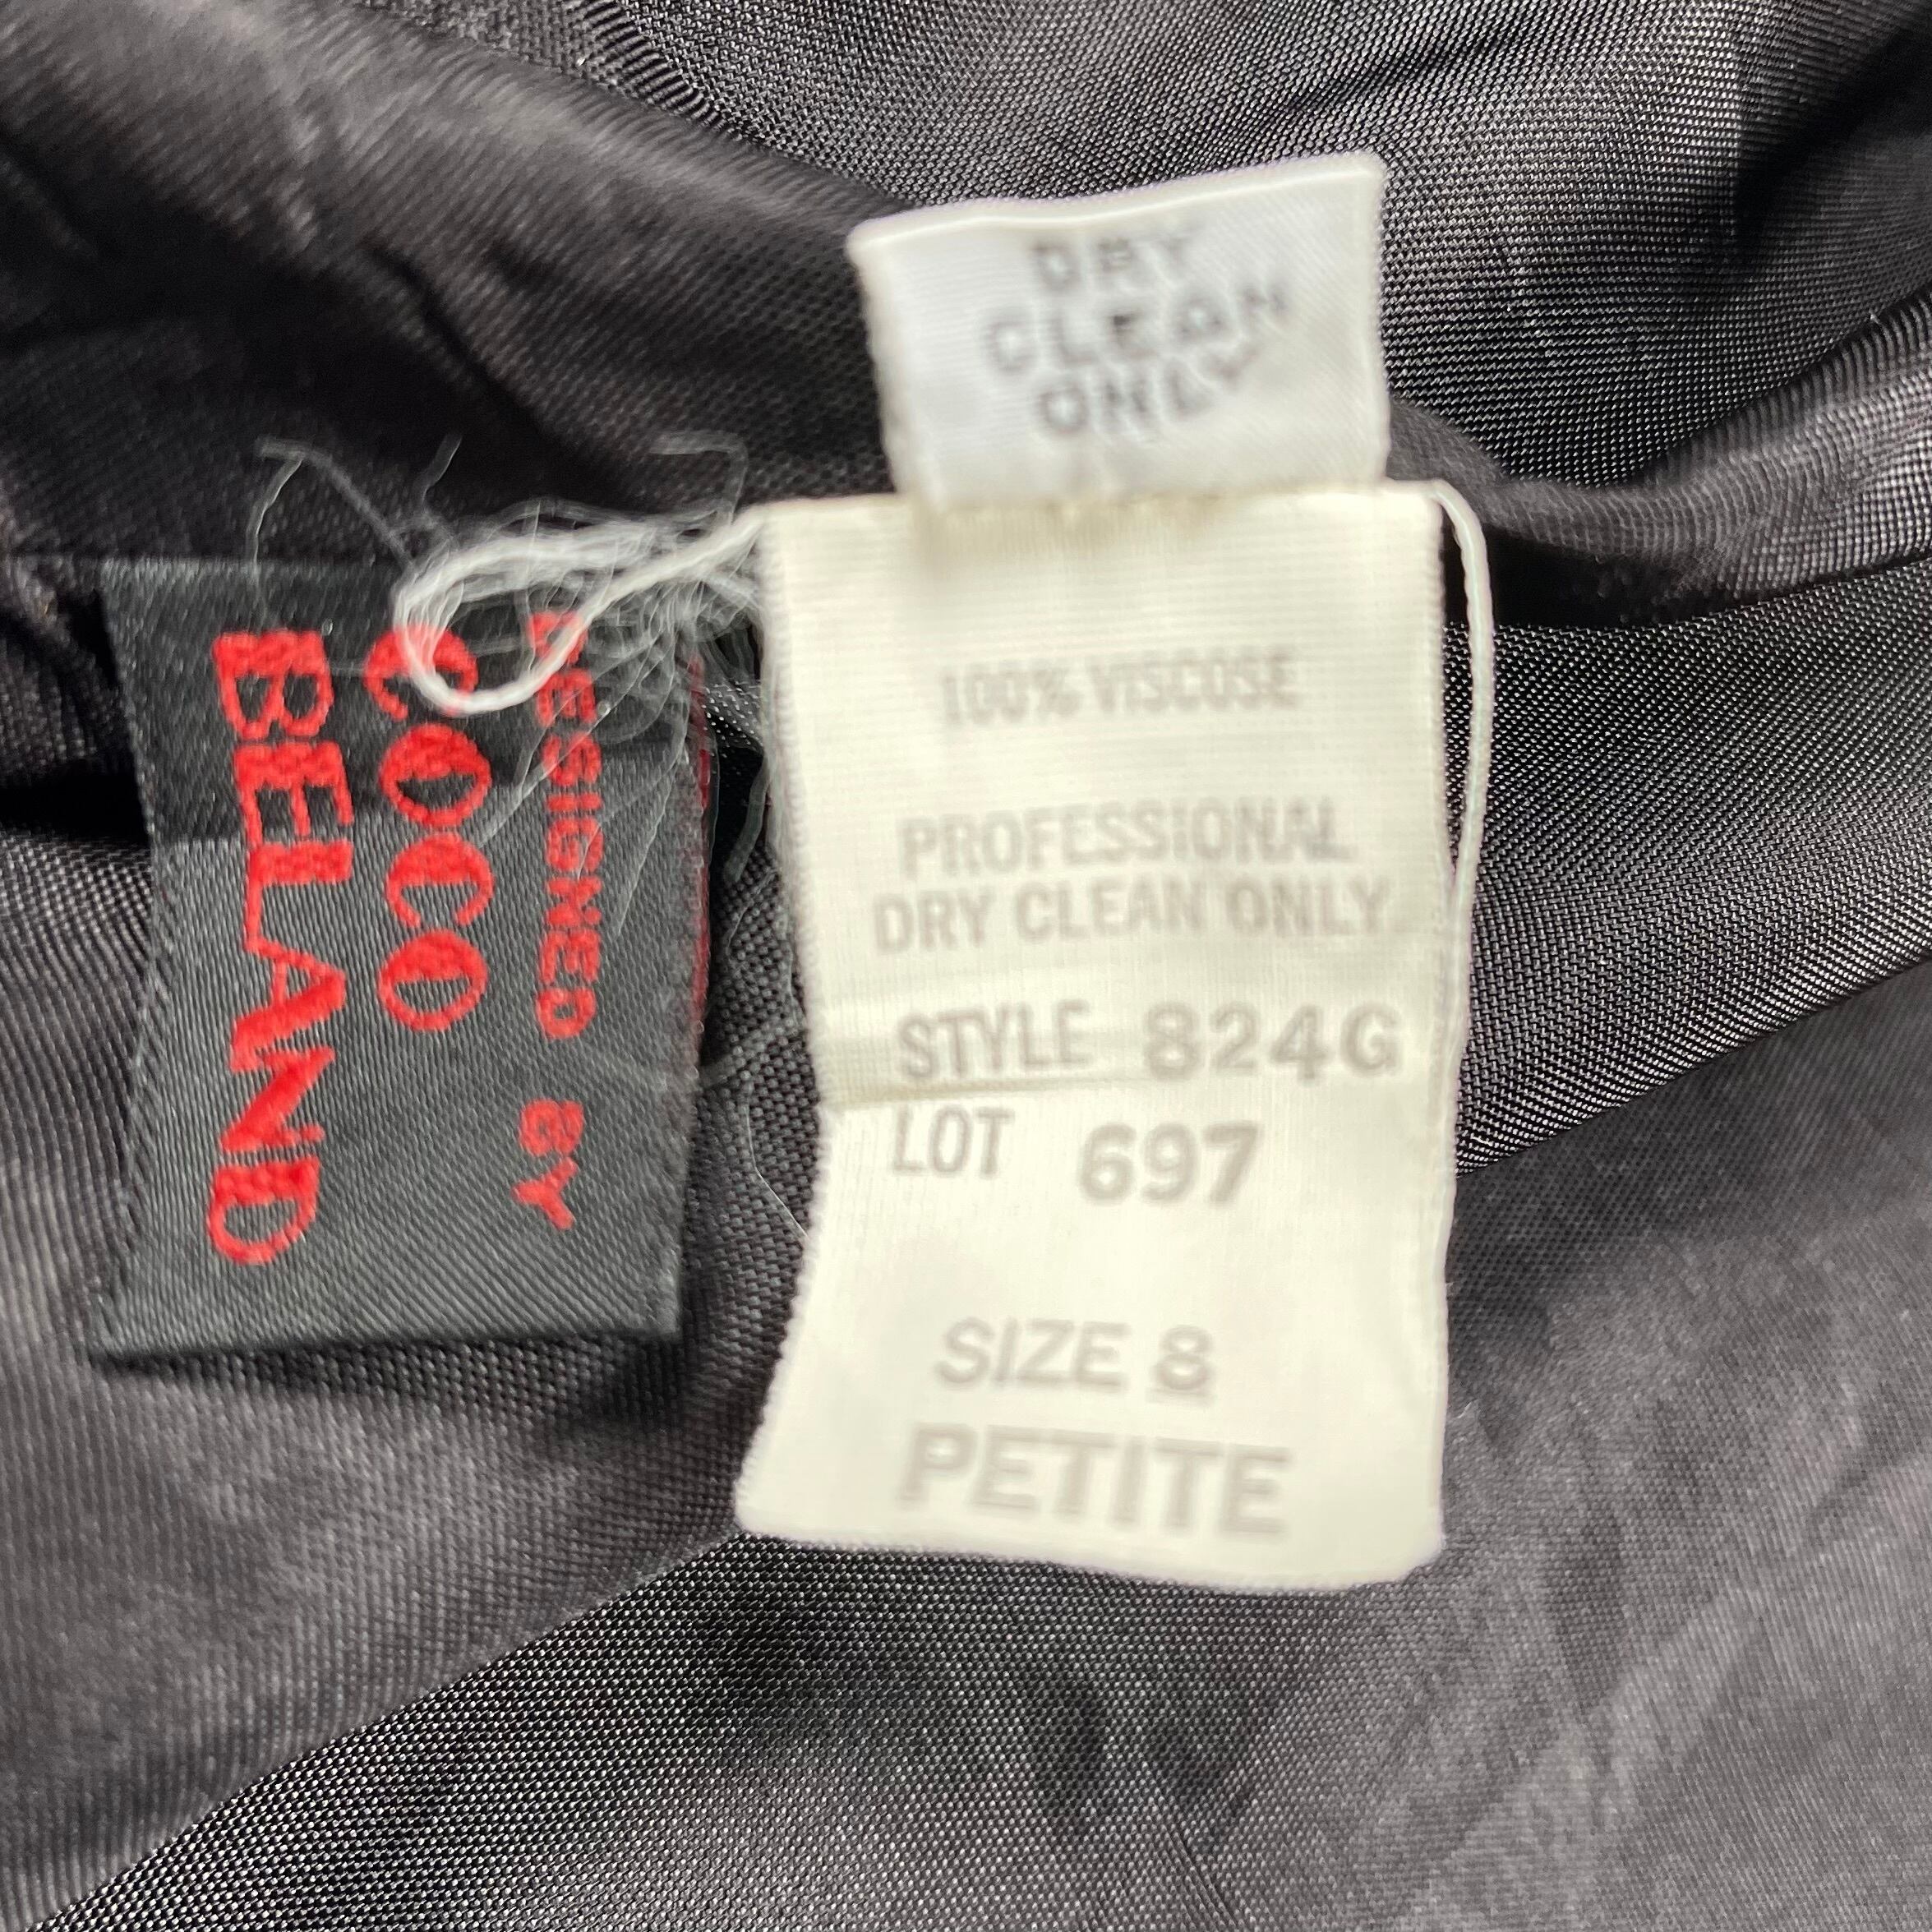 DRY
CLEAN
ONLY
100% VISCOSE
PROFESSIONAL
DRY CLEAN ONLY
STYLE 824G
LOT 697
SIZE 8
PETITE
DESIGNED BY
COCO
BELAND